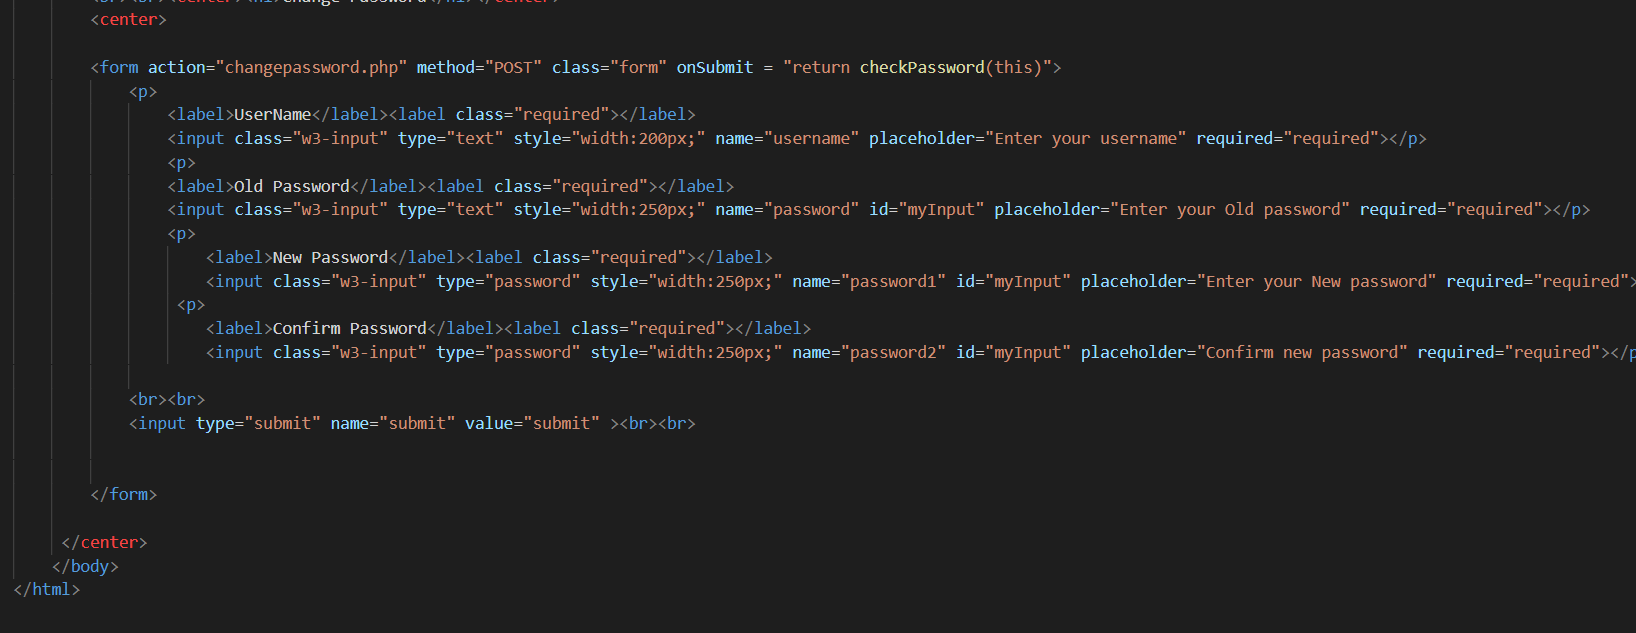 <center>
<form action="changepassword.php" method="POST" class="form" onSubmit = "return checkPassword(this)">
<p>
<label>UserName</label><label class="required"></label>
<input class="w3-input" type="text" style="width:200px;" name="username" placeholder="Enter your username" required="required"></p>
<p>
<label>Old Password</label><label class="required"></label>
<input class="w3-input" type="text" style="width:250px;" name="password" id="myInput" placeholder="Enter your Old password" required="required"></p>
<p>
<label>New Password</label><label class="required"></label>
<input class="w3-input" type="password" style="width:250px;" name="password1" id="myInput" placeholder="Enter your New password" required="required">
<p>
<label>Confirm Password</label><label class="required"></label>
<input class="w3-input" type="password" style="width:250px;" name="password2" id="myInput" placeholder="Confirm new password" required="required"></p
<br><br>
<input type="submit" name="submit" value="submit" ><br><br>
</form>
</center>
</body>
</html>